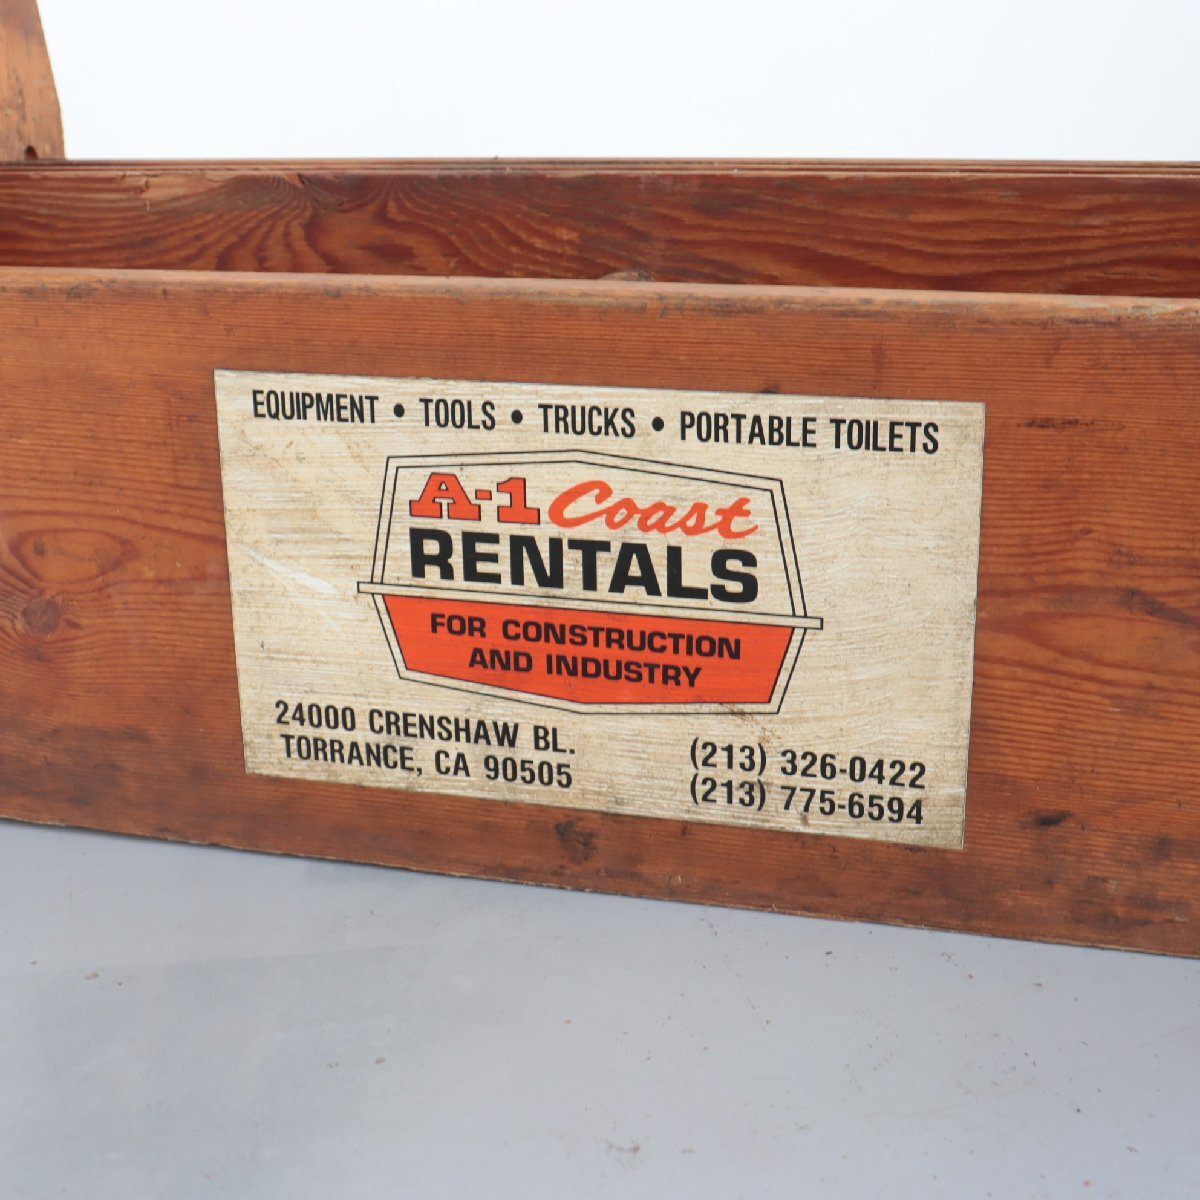 EQUIPMENT • TOOLS • TRUCKS • PORTABLE TOILETS
A-1 Coast
RENTALS
FOR CONSTRUCTION
AND INDUSTRY
24000 CRENSHAW BL.
TORRANCE, CA 90505
(213) 326-0422
(213) 775-6594